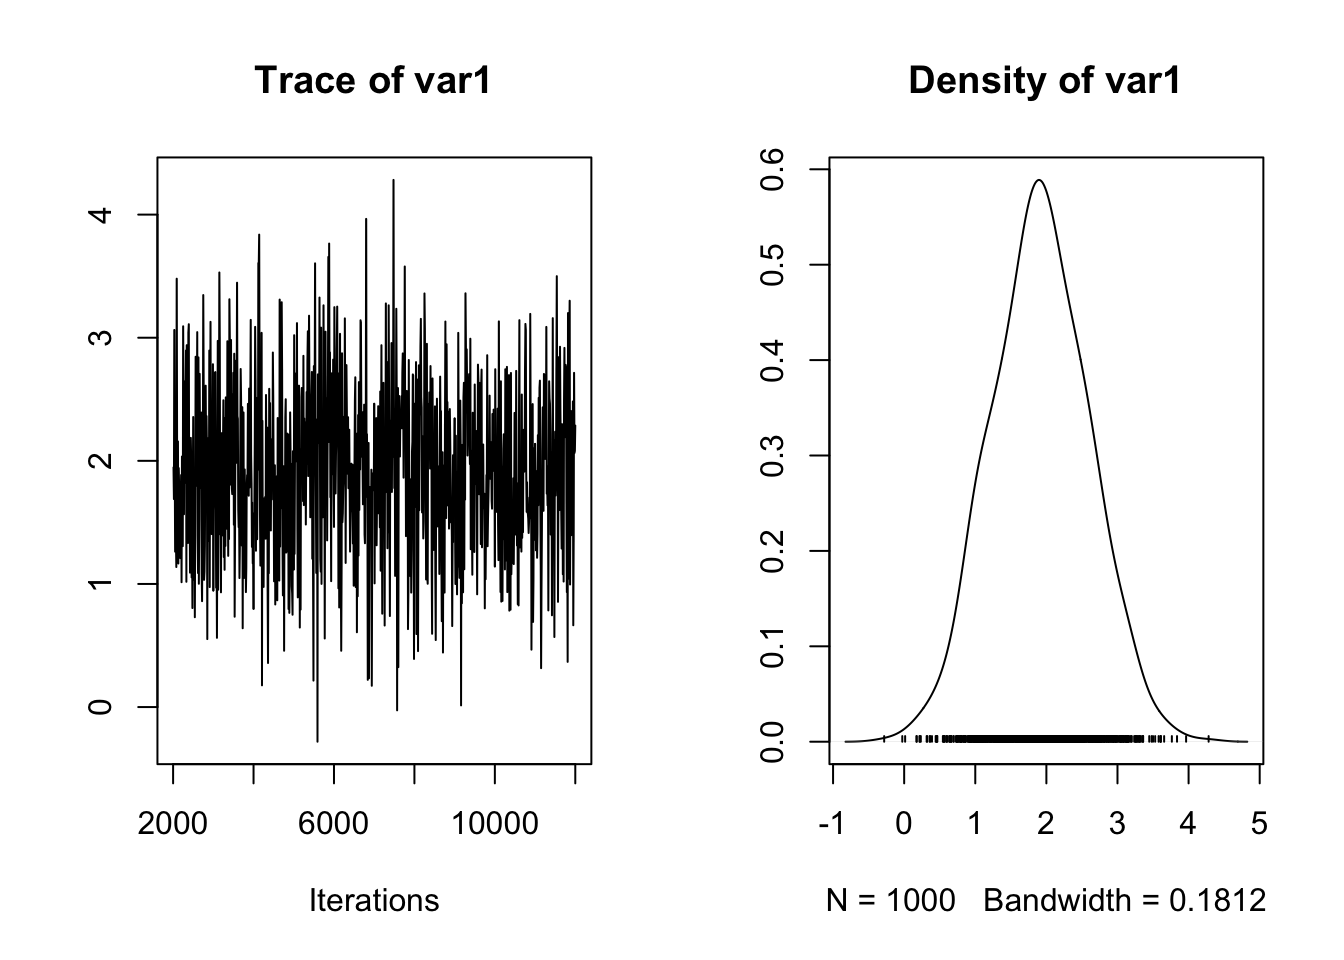 Trace of var1
4
3
2
1
0
2000 6000 10000
Iterations
Density of var1
0.6
0.5
0.4
0.3
0.2
0.1
0.0
-1 0 1 2 3 4 5
N = 1000 Bandwidth = 0.1812